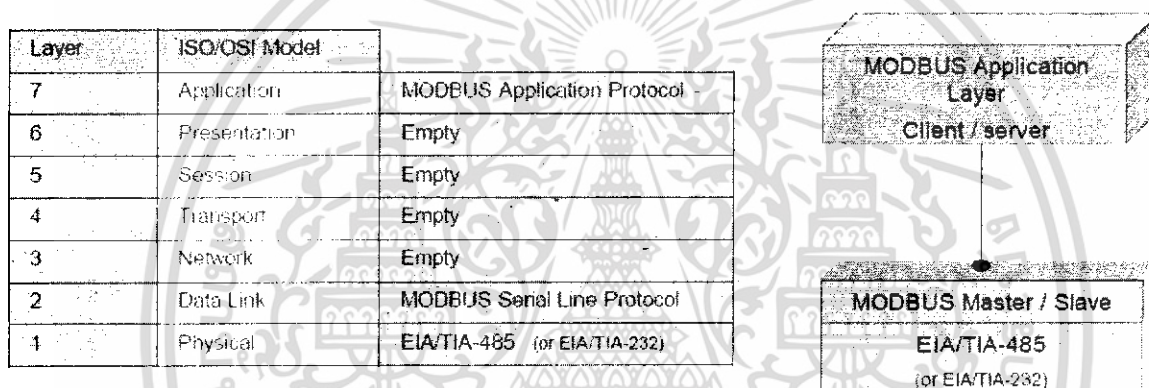 Layer ISO/OSI Model
7 Application MODBUS Application Protocol
6 Presentation Empty
5 Session Empty
4 Transport Empty
3 Network Empty
2 Data Link MODBUS Serial Line Protocol
1 Physical EIA/TIA-485 (or EIA/TIA-232)
MODBUS Application
Layer
Client / server
MODBUS Master / Slave
EIA/TIA-485
(or EIA/TIA-232)